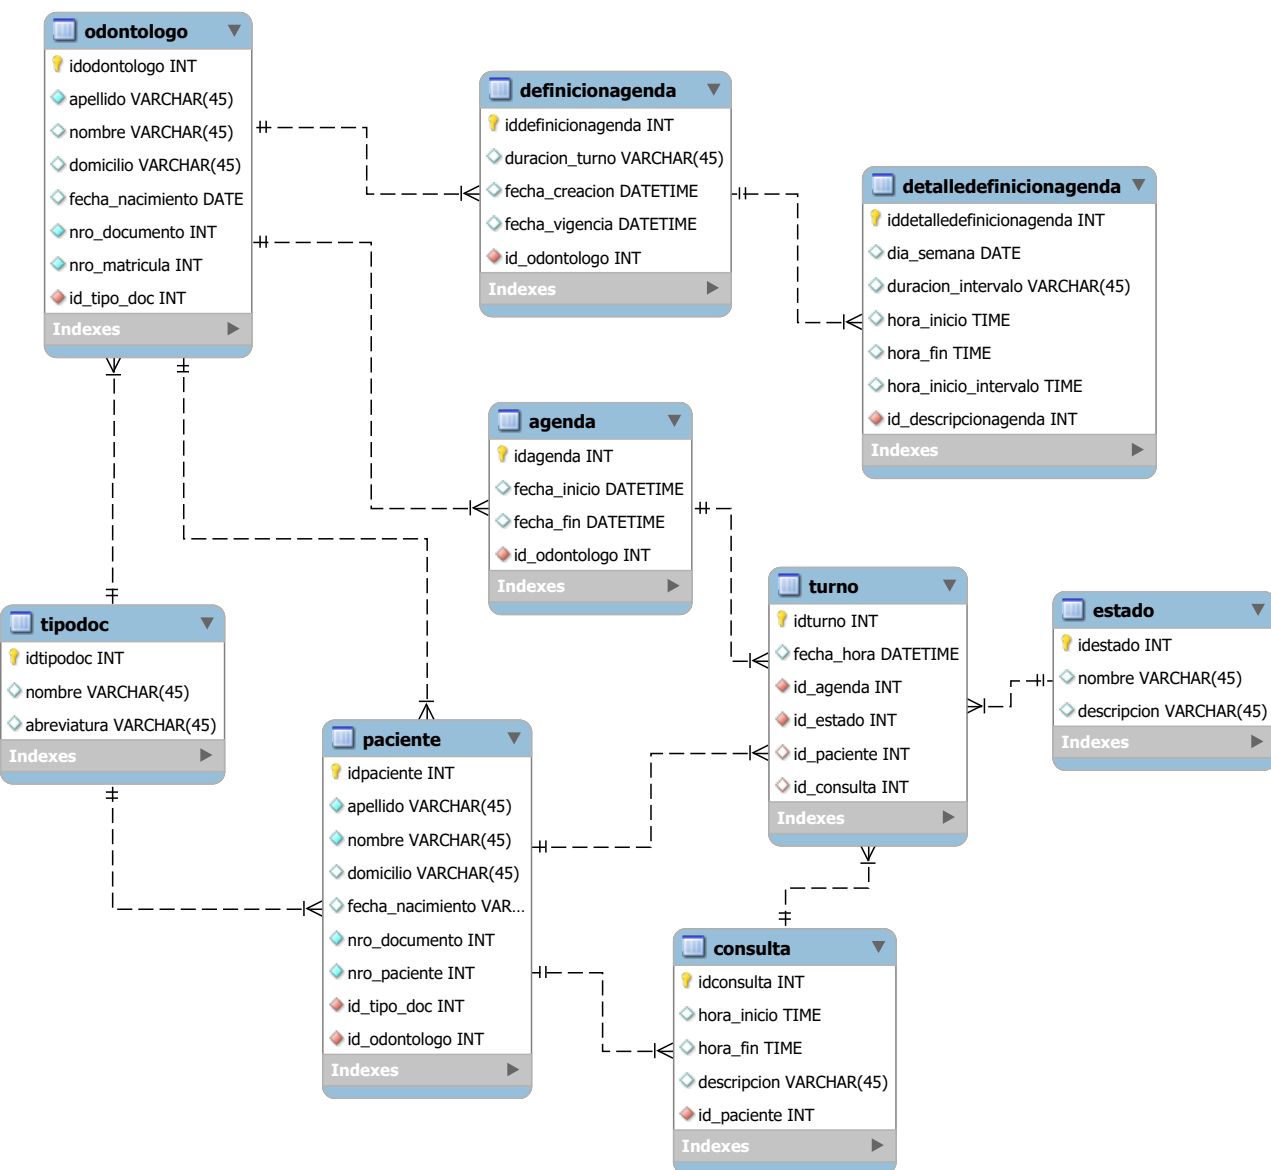 odontologo
idodontologo INT
apellido VARCHAR(45)
nombre VARCHAR(45)
domicilio VARCHAR(45)
fecha_nacimiento DATE
nro_documento INT
nro_matricula INT
id_tipo_doc INT
Indexes
definicionagenda
iddefinicionagenda INT
duracion_turno VARCHAR(45)
fecha_creacion DATETIME
fecha_vigencia DATETIME
id_odontologo INT
Indexes
detalledefinicionagenda
iddetalledefinicionagenda INT
dia_semana DATE
duracion_intervalo VARCHAR(45)
hora_inicio TIME
hora_fin TIME
hora_inicio_intervalo TIME
id_descripcionagenda INT
Indexes
agenda
idagenda INT
fecha_inicio DATETIME
fecha_fin DATETIME
id_odontologo INT
Indexes
tipodoc
idtipodoc INT
nombre VARCHAR(45)
abreviatura VARCHAR(45)
Indexes
turno
idturno INT
fecha_hora DATETIME
id_agenda INT
id_estado INT
id_paciente INT
id_consulta INT
Indexes
estado
idestado INT
nombre VARCHAR(45)
descripcion VARCHAR(45)
Indexes
paciente
idpaciente INT
apellido VARCHAR(45)
nombre VARCHAR(45)
domicilio VARCHAR(45)
fecha_nacimiento VAR...
nro_documento INT
nro_paciente INT
id_tipo_doc INT
id_odontologo INT
Indexes
consulta
idconsulta INT
hora_inicio TIME
hora_fin TIME
descripcion VARCHAR(45)
id_paciente INT
Indexes